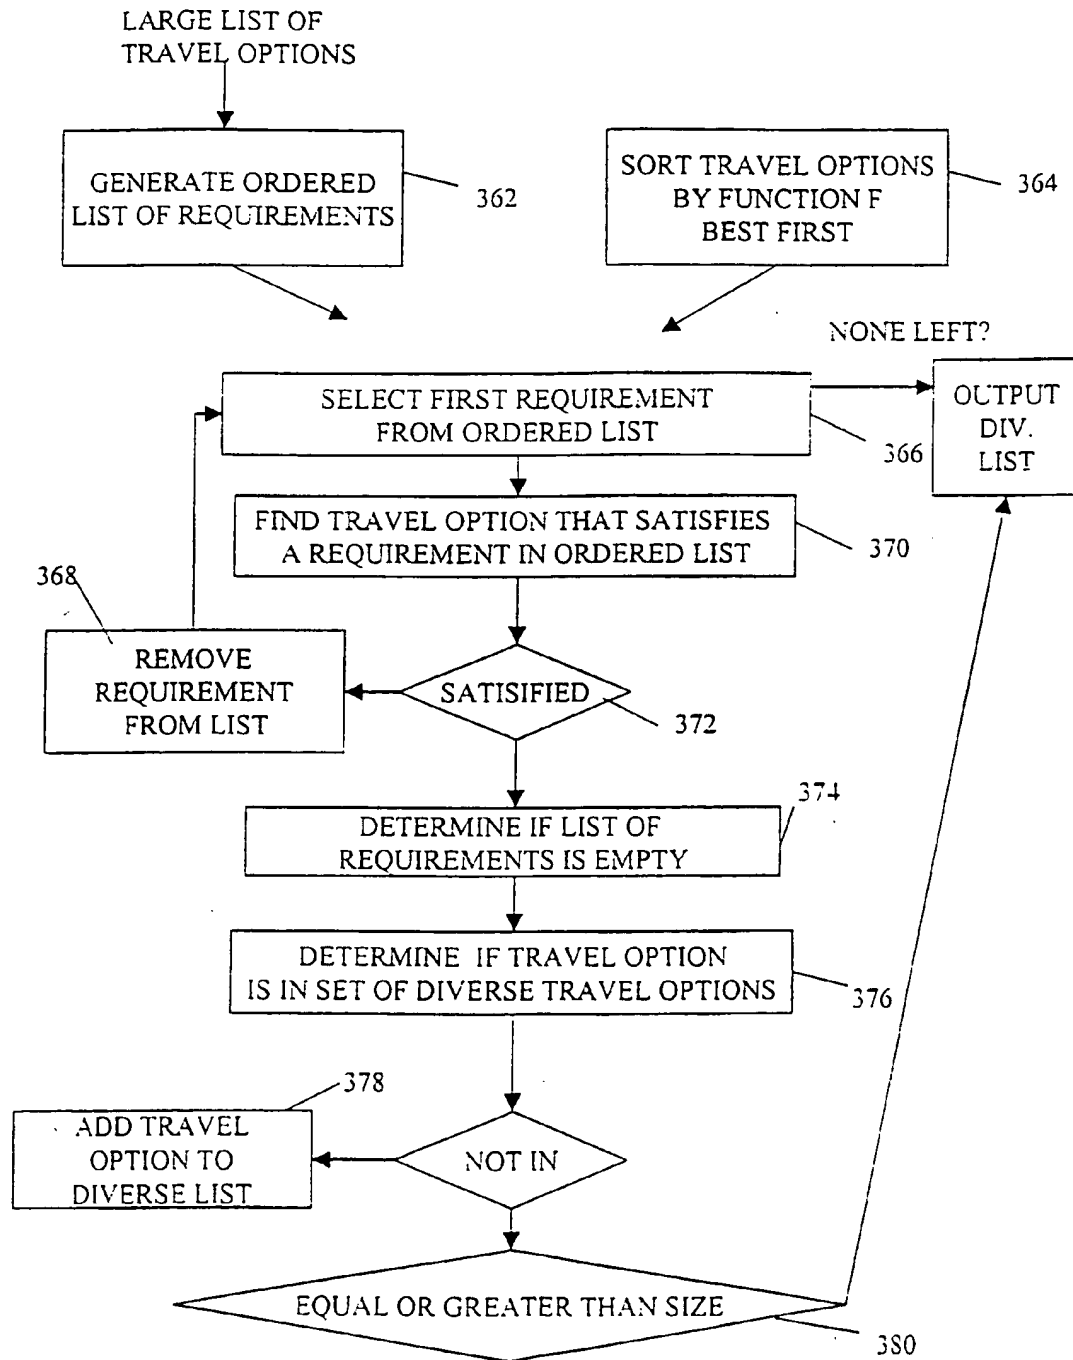 LARGE LIST OF
TRAVEL OPTIONS
GENERATE ORDERED
LIST OF REQUIREMENTS
362
SORT TRAVEL OPTIONS
BY FUNCTION F
BEST FIRST
364
NONE LEFT?
SELECT FIRST REQUIREMENT
FROM ORDERED LIST
366
OUTPUT
DIV.
LIST
FIND TRAVEL OPTION THAT SATISFIES
A REQUIREMENT IN ORDERED LIST
370
368
REMOVE
REQUIREMENT
FROM LIST
SATISIFIED
372
374
DETERMINE IF LIST OF
REQUIREMENTS IS EMPTY
DETERMINE IF TRAVEL OPTION
IS IN SET OF DIVERSE TRAVEL OPTIONS
376
378
ADD TRAVEL
OPTION TO
DIVERSE LIST
NOT IN
EQUAL OR GREATER THAN SIZE
380